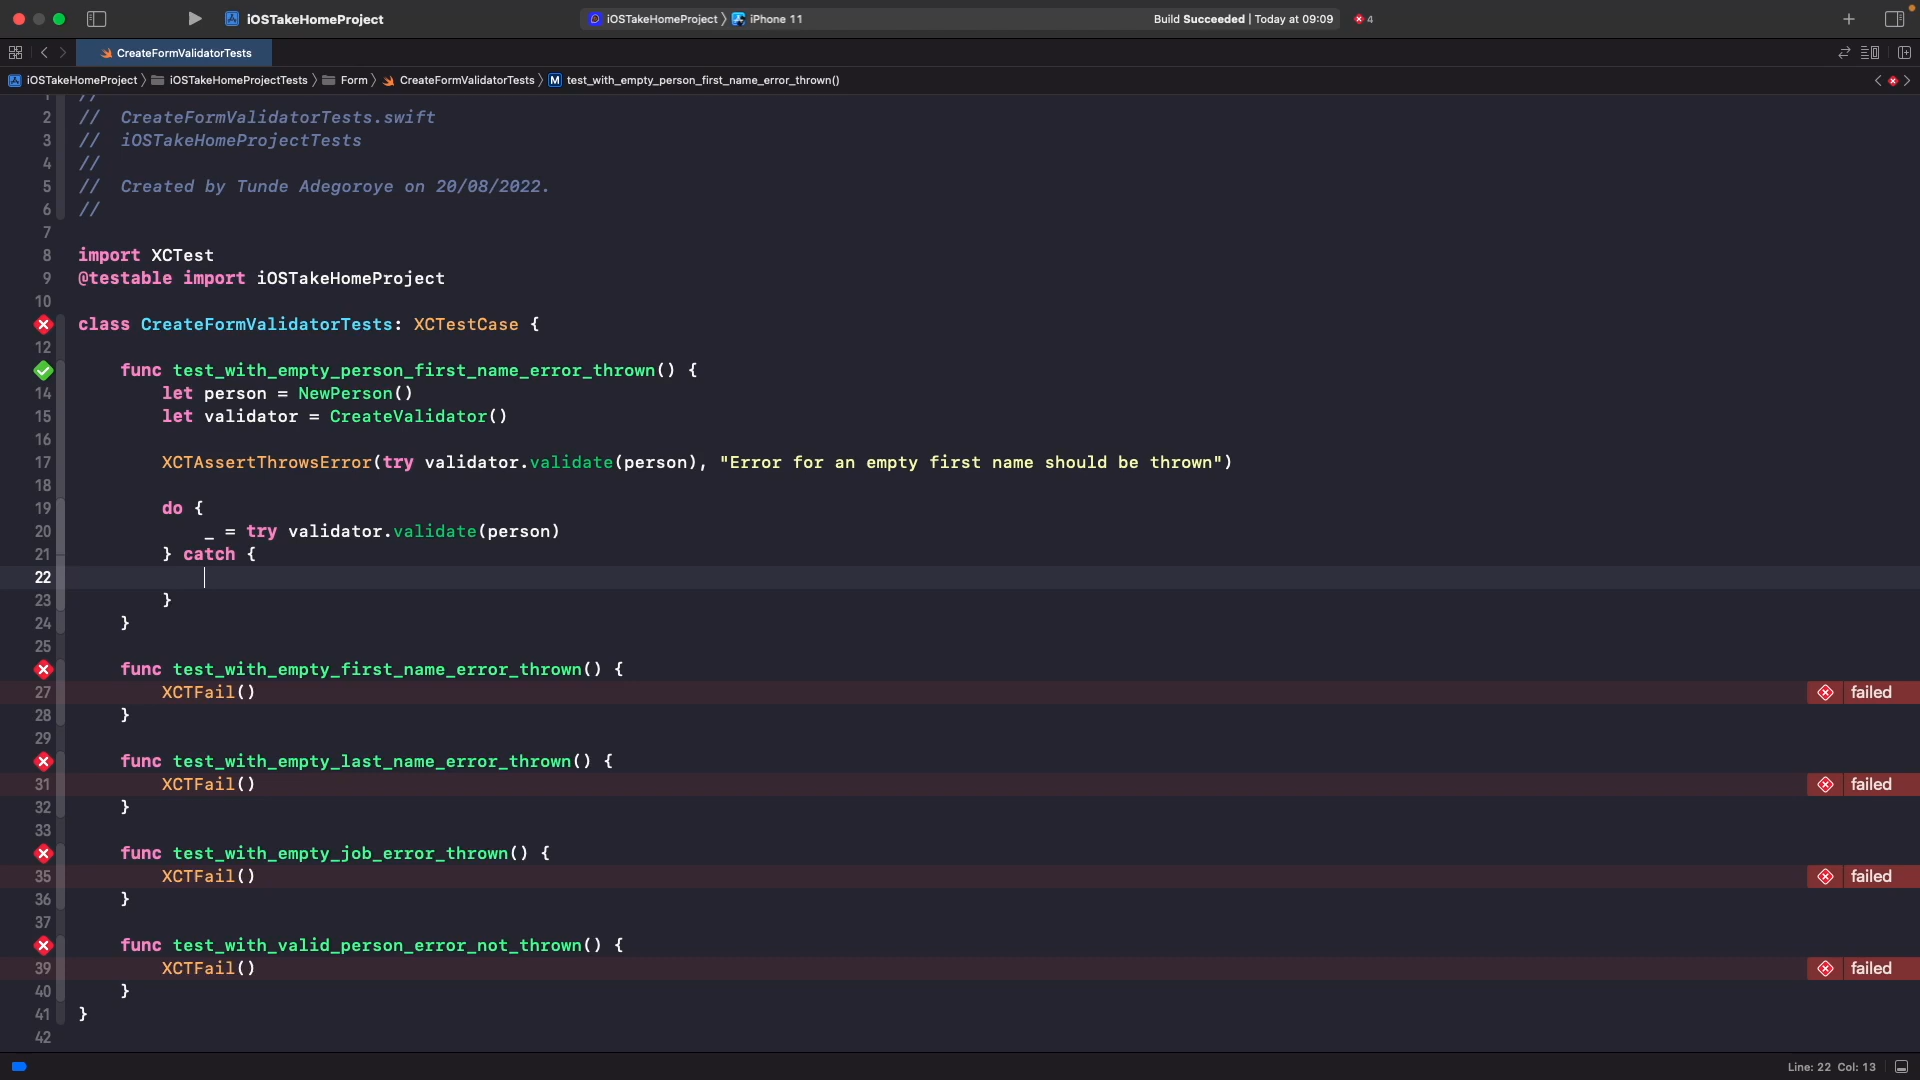 iOSTakeHomeProject
iOSTakeHomeProject › iPhone 11
Build Succeeded | Today at 09:09
4
CreateFormValidatorTests
iOSTakeHomeProject › iOSTakeHomeProjectTests › Form › CreateFormValidatorTests › M test_with_empty_person_first_name_error_thrown()
1 //
2 // CreateFormValidatorTests.swift
3 // iOSTakeHomeProjectTests
4 //
5 // Created by Tunde Adegoroye on 20/08/2022.
6 //
7
8 import XCTest
9 @testable import iOSTakeHomeProject
10
class CreateFormValidatorTests: XCTestCase {
12
func test_with_empty_person_first_name_error_thrown() {
14 let person = NewPerson()
15 let validator = CreateValidator()
16
17 XCTAssertThrowsError(try validator.validate(person), "Error for an empty first name should be thrown")
18
19 do {
20 _ = try validator.validate(person)
21 } catch {
22
23 }
24 }
25
func test_with_empty_first_name_error_thrown() {
27 XCTFail() failed
28 }
29
func test_with_empty_last_name_error_thrown() {
31 XCTFail() failed
32 }
33
func test_with_empty_job_error_thrown() {
35 XCTFail() failed
36 }
37
func test_with_valid_person_error_not_thrown() {
39 XCTFail() failed
40 }
41 }
42
Line: 22 Col: 13